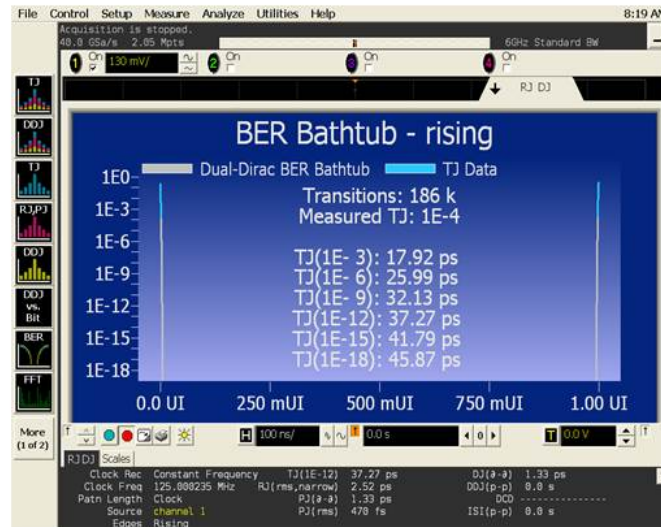 File Control Setup Measure Analyze Utilities Help 8:19 AM
Acquisition is stopped.
40.0 GSa/s 2.05 Mpts 6GHz Standard BW
1 On 130 mV/ 2 On 3 On 4 On
RJ DJ
TJ
DDJ
TJ
RJ,PJ
DDJ
DDJ vs. Bit
BER
FFT
More (1 of 2)
BER Bathtub - rising
Dual-Dirac BER Bathtub TJ Data
Transitions: 186 k
Measured TJ: 1E-4
TJ(1E- 3): 17.92 ps
TJ(1E- 6): 25.99 ps
TJ(1E- 9): 32.13 ps
TJ(1E-12): 37.27 ps
TJ(1E-15): 41.79 ps
TJ(1E-18): 45.87 ps
1E0
1E-3
1E-6
1E-9
1E-12
1E-15
1E-18
0.0 UI 250 mUI 500 mUI 750 mUI 1.00 UI
H 100 ns/ 0.0 s 0 T 0.0 V
RJDJ Scales
Clock Rec Constant Frequency TJ(1E-12) 37.27 ps DJ(∂-∂) 1.33 ps
Clock Freq 125.000235 MHz RJ(rms,narrow) 2.52 ps DDJ(p-p) 0.0 s
Patn Length Clock PJ(∂-∂) 1.33 ps DCD --------------
Source channel 1 PJ(rms) 470 fs ISI(p-p) 0.0 s
Edges Rising